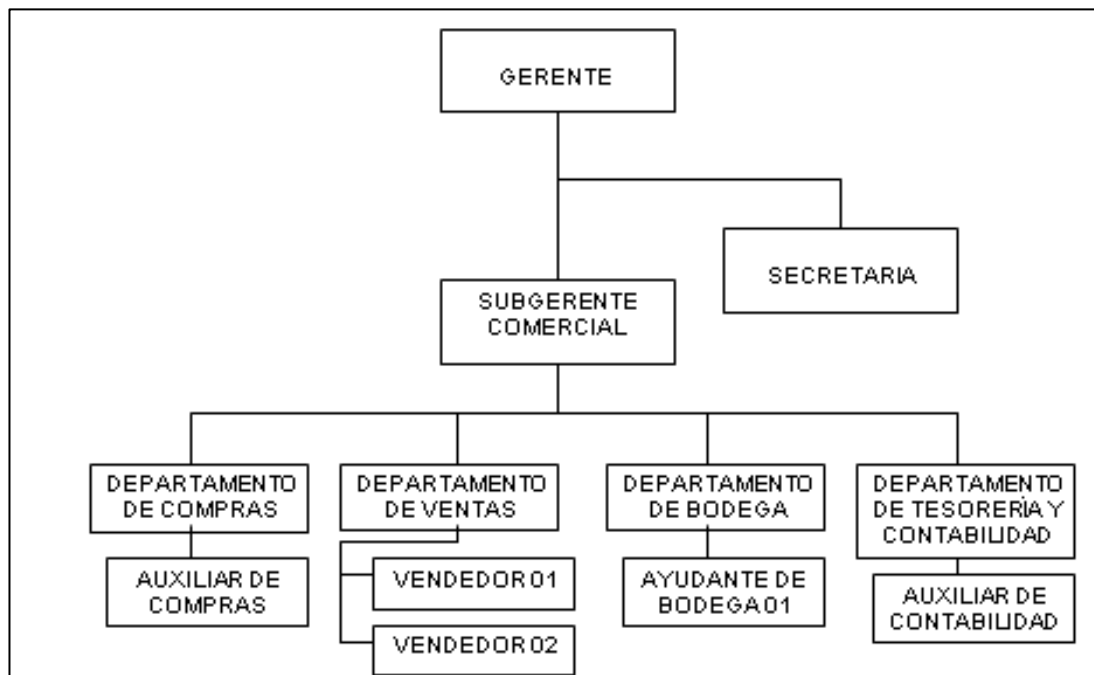 GERENTE
SECRETARIA
SUBGERENTE
COMERCIAL
DEPARTAMENTO
DE COMPRAS
DEPARTAMENTO
DE VENTAS
DEPARTAMENTO
DE BODEGA
DEPARTAMENTO
DE TESORERÌA Y
CONTABILIDAD
AUXILIAR DE
COMPRAS
VENDEDOR 01
VENDEDOR 02
AYUDANTE DE
BODEGA 01
AUXILIAR DE
CONTABILIDAD